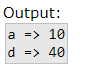 Output:
a => 10
d => 40